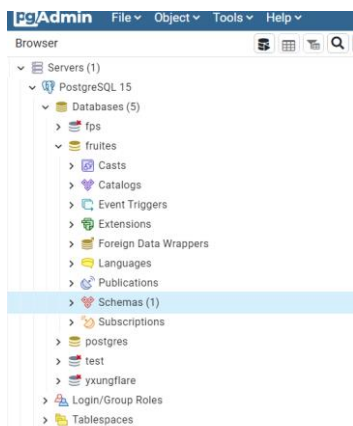 pgAdmin File Object Tools Help
Browser
Servers (1)
PostgreSQL 15
Databases (5)
fps
fruites
Casts
Catalogs
Event Triggers
Extensions
Foreign Data Wrappers
Languages
Publications
Schemas (1)
Subscriptions
postgres
test
yxungflare
Login/Group Roles
Tablespaces